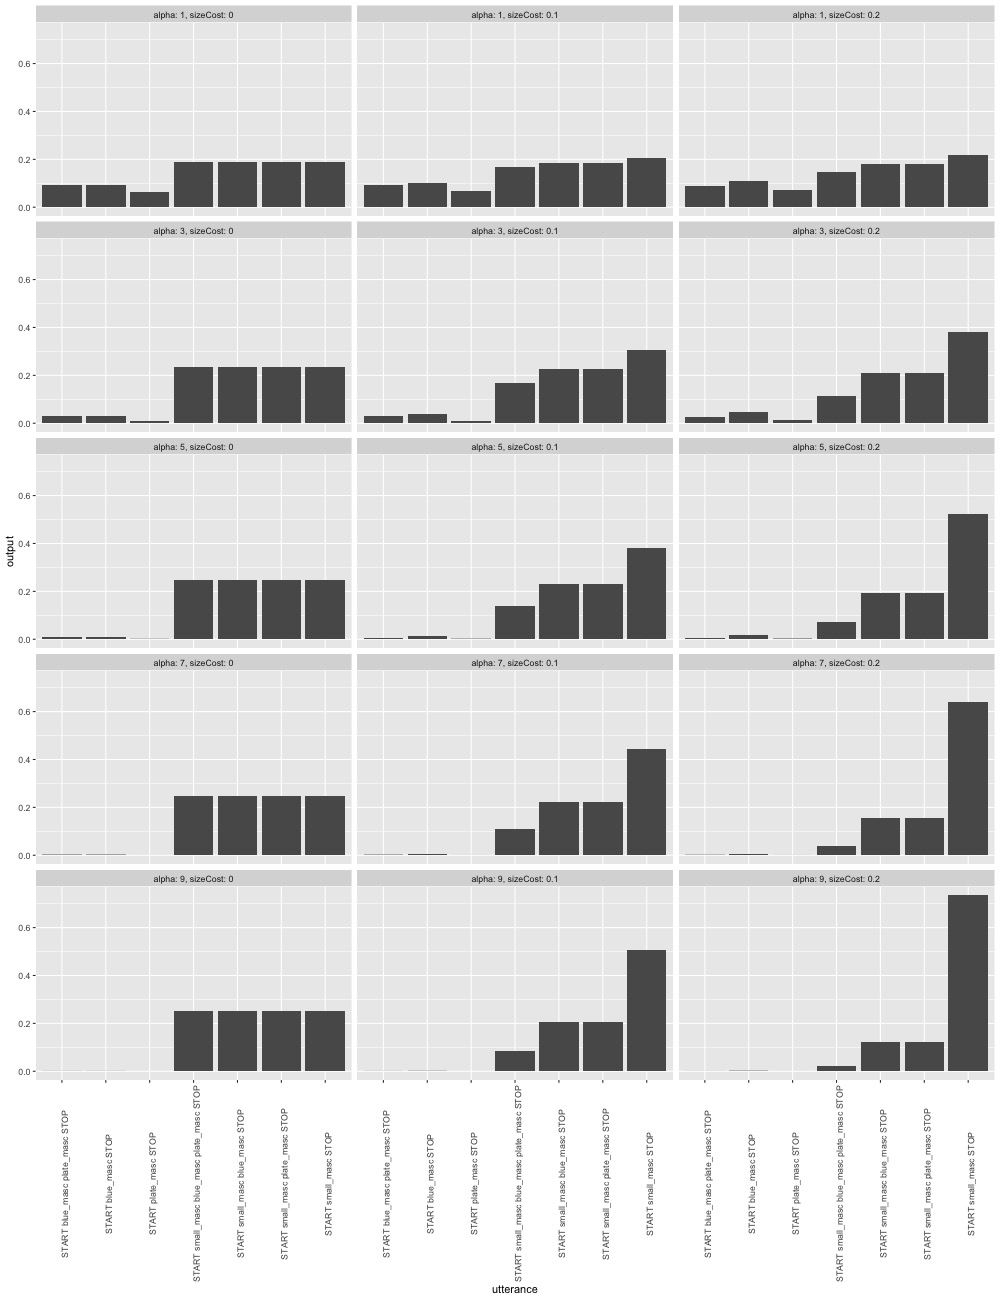 alpha: 1, sizeCost: 0
alpha: 1, sizeCost: 0.1
alpha: 1, sizeCost: 0.2
0.6
0.4
0.2
0.0
alpha: 3, sizeCost: 0
alpha: 3, sizeCost: 0.1
alpha: 3, sizeCost: 0.2
0.6
0.4
0.2
0.0
alpha: 5, sizeCost: 0
alpha: 5, sizeCost: 0.1
alpha: 5, sizeCost: 0.2
0.6
0.4
0.2
0.0
output
alpha: 7, sizeCost: 0
alpha: 7, sizeCost: 0.1
alpha: 7, sizeCost: 0.2
0.6
0.4
0.2
0.0
alpha: 9, sizeCost: 0
alpha: 9, sizeCost: 0.1
alpha: 9, sizeCost: 0.2
0.6
0.4
0.2
0.0
START blue_masc plate_masc STOP
START blue_masc STOP
START plate_masc STOP
START small_masc blue_masc plate_masc STOP
START small_masc blue_masc STOP
START small_masc plate_masc STOP
START small_masc STOP
START blue_masc plate_masc STOP
START blue_masc STOP
START plate_masc STOP
START small_masc blue_masc plate_masc STOP
START small_masc blue_masc STOP
START small_masc plate_masc STOP
START small_masc STOP
START blue_masc plate_masc STOP
START blue_masc STOP
START plate_masc STOP
START small_masc blue_masc plate_masc STOP
START small_masc blue_masc STOP
START small_masc plate_masc STOP
START small_masc STOP
utterance